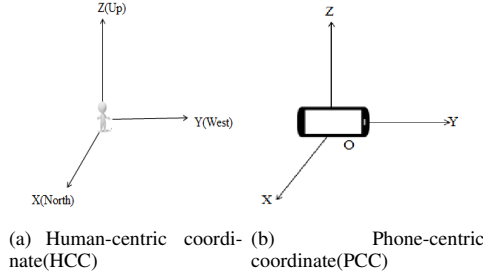 Z(Up)
Y(West)
X(North)
Z
Y
O
X
(a) Human-centric coordi-
nate(HCC)
(b) Phone-centric
coordinate(PCC)